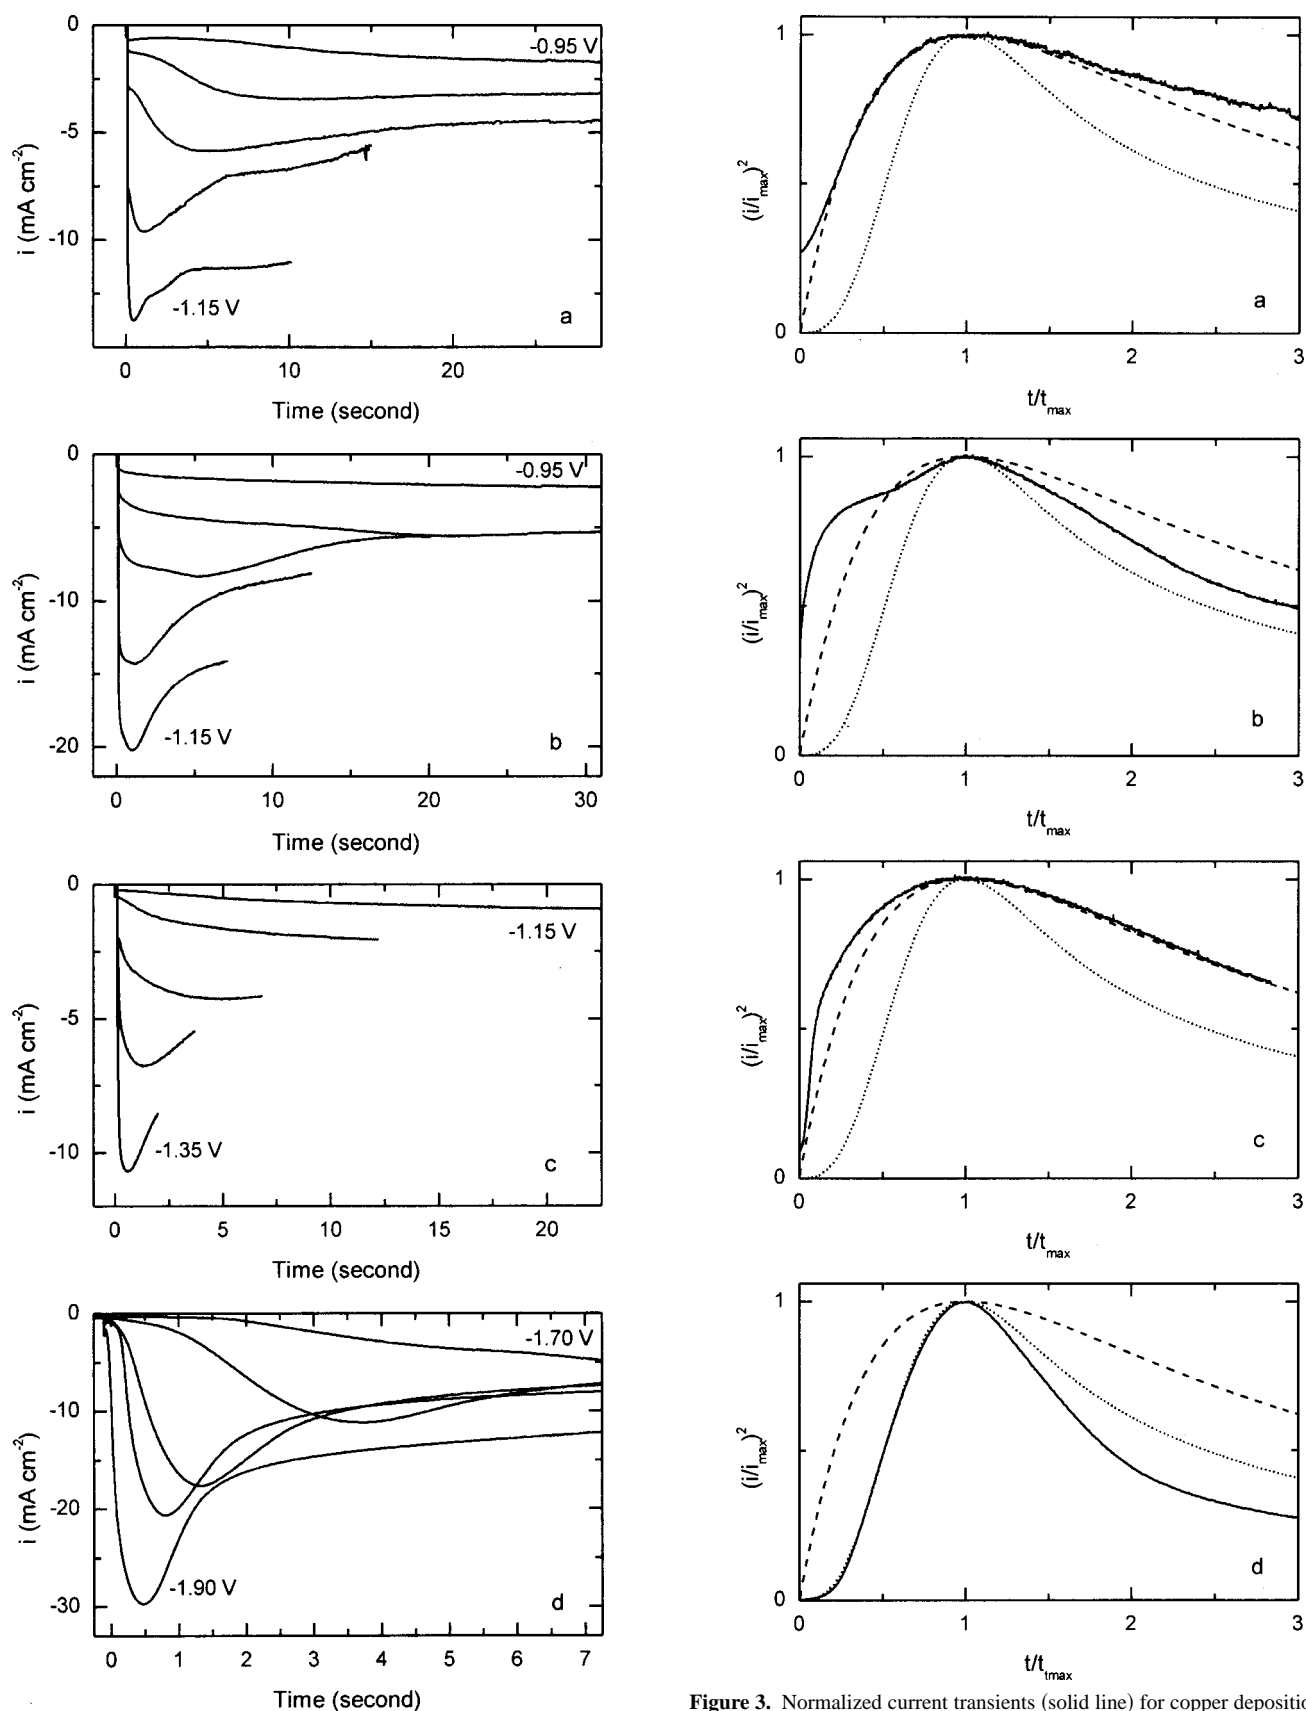 0
-5
-10
i (mA cm-2)
-0.95 V
-1.15 V
a
0 10 20
Time (second)
0
-10
-20
i (mA cm-2)
-0.95 V
-1.15 V
b
0 10 20 30
Time (second)
0
-5
-10
i (mA cm-2)
-1.15 V
-1.35 V
c
0 5 10 15 20
Time (second)
0
-10
-20
-30
i (mA cm-2)
-1.70 V
-1.90 V
d
0 1 2 3 4 5 6 7
Time (second)
1
0
(i/imax)2
a
0 1 2 3
t/tmax
1
0
(i/imax)2
b
0 1 2 3
t/tmax
1
0
(i/imax)2
c
0 1 2 3
t/tmax
1
0
(i/imax)2
d
0 1 2 3
t/ttmax
Figure 3. Normalized current transients (solid line) for copper depositio